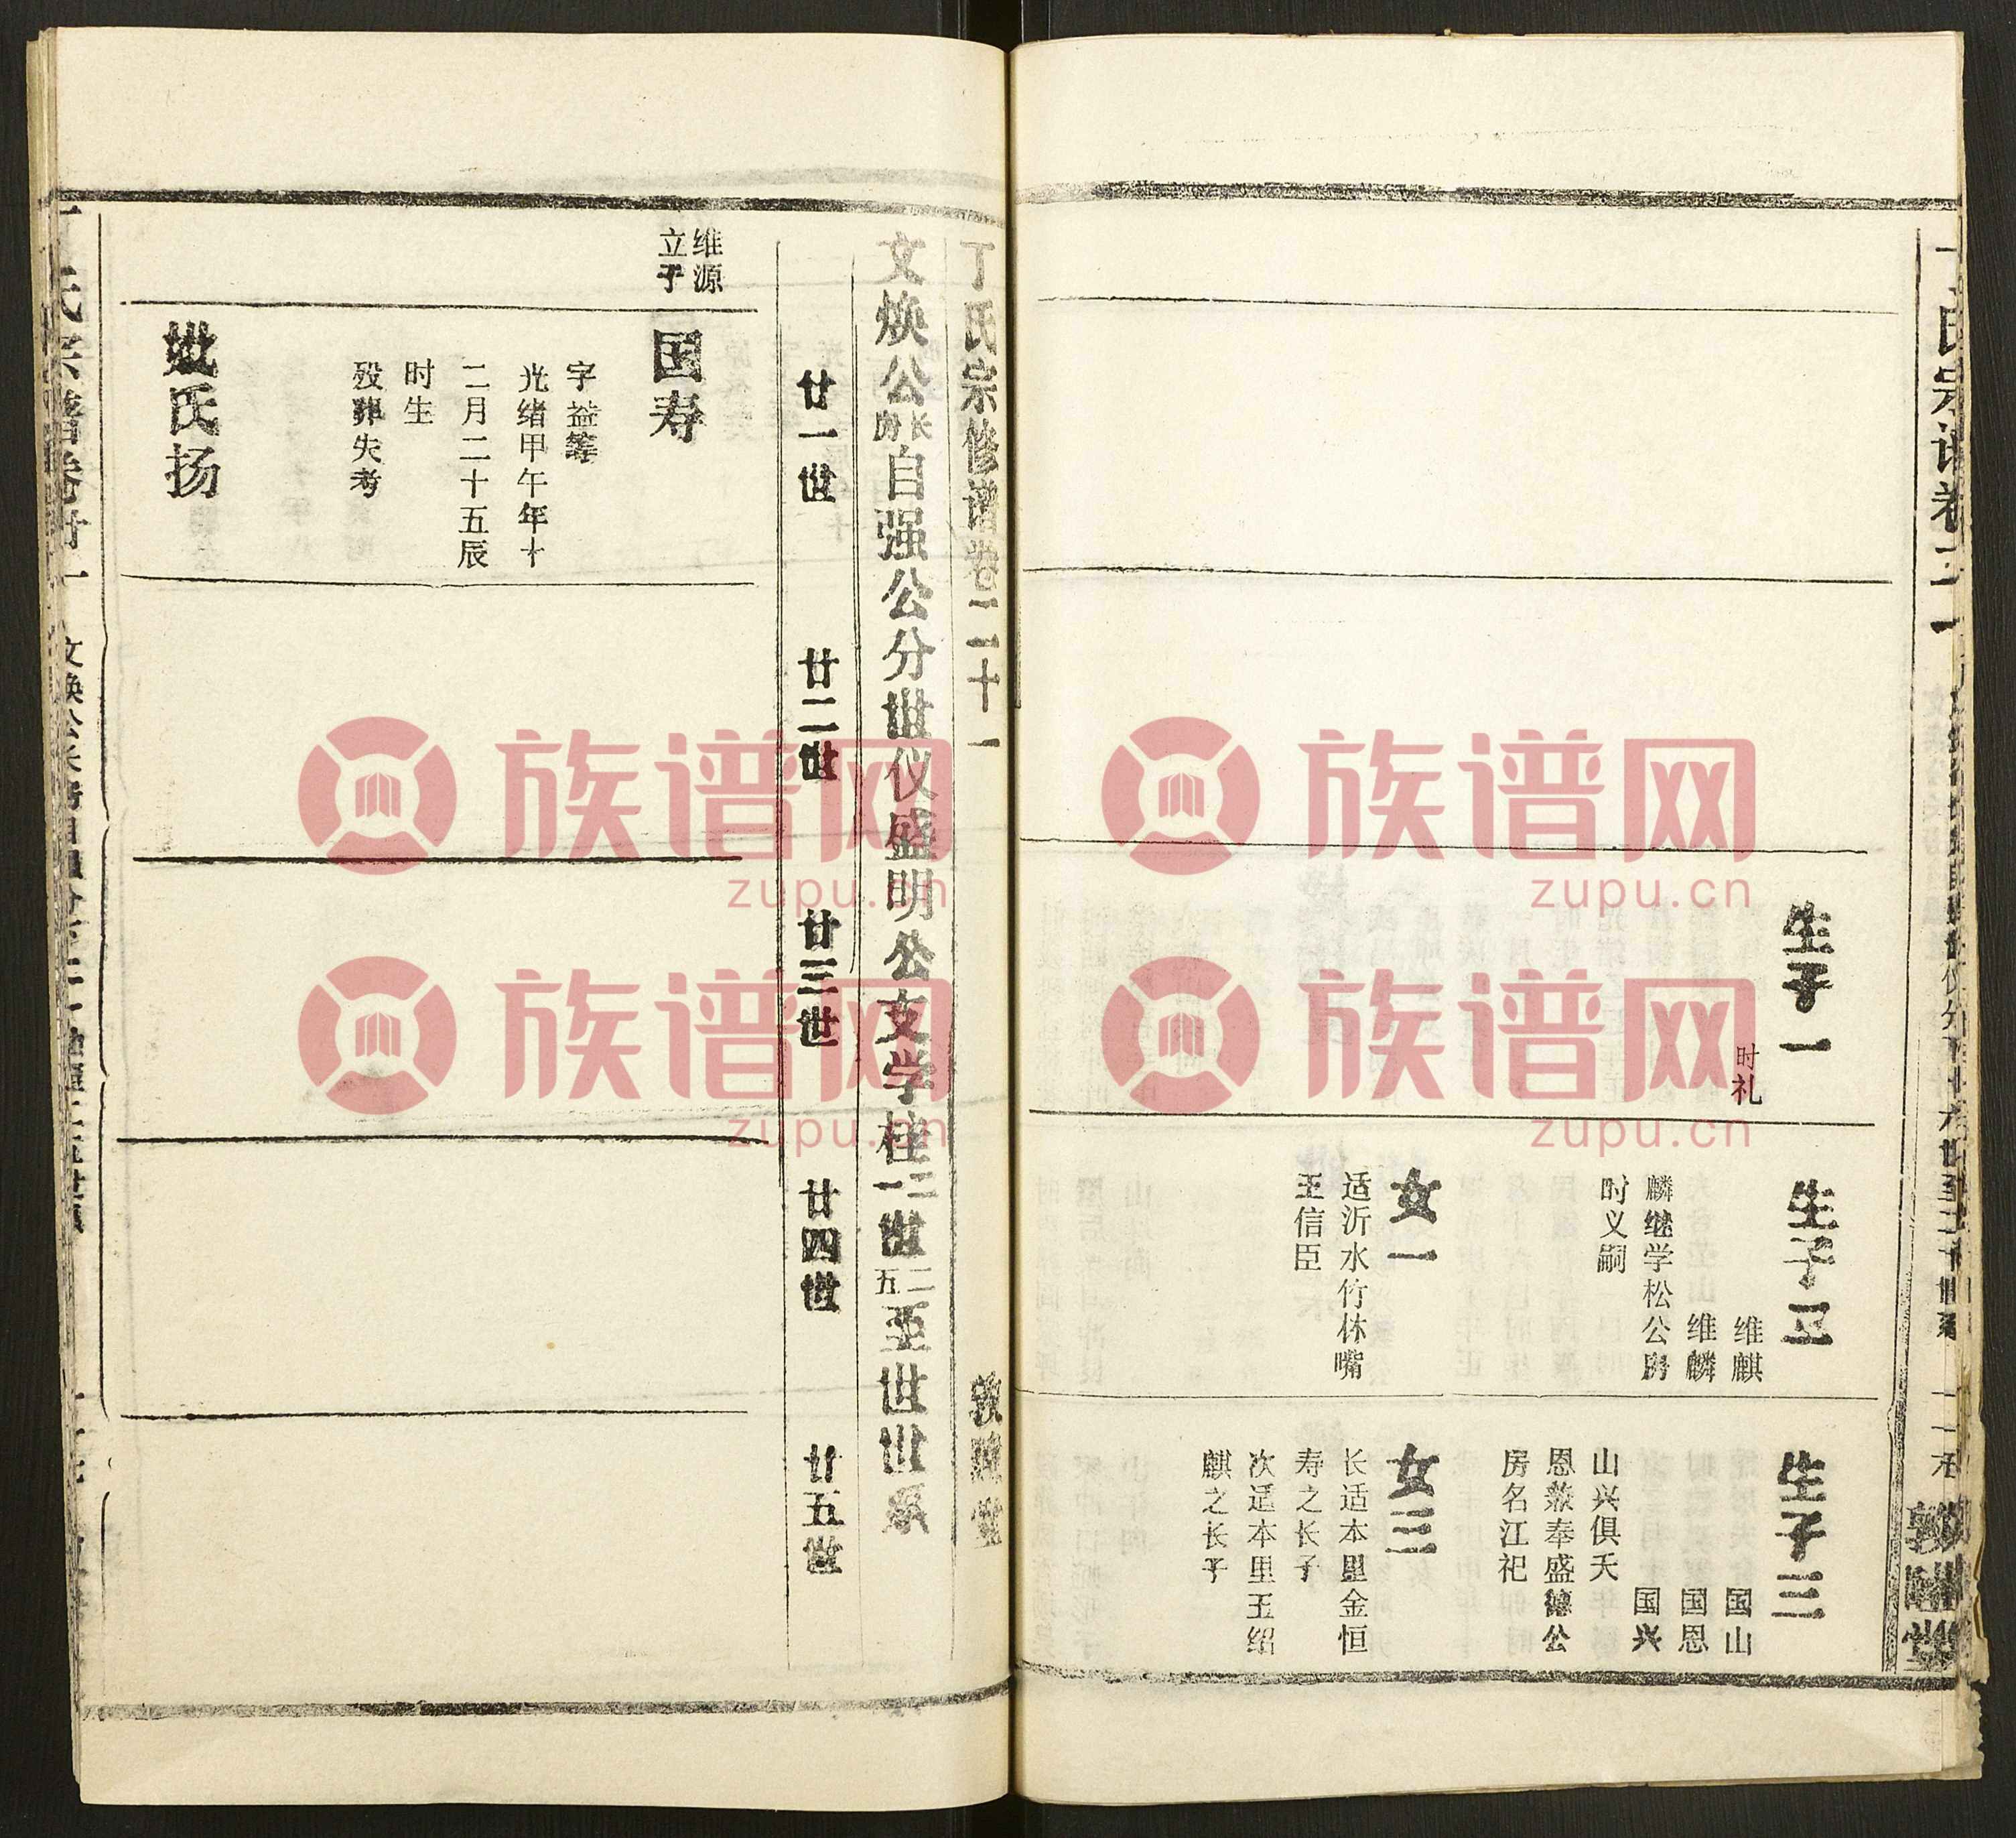 生子一
时礼
生子三
维麒
维麟
麟继学松公房
时义嗣
女一
适沂水竹休嘴
王信臣
生子三
国山
国恩
国兴
山兴俱夭
恩兼奉盛德公
房名江祀
女三
长适本里金恒
寿之长子
次适本里王绍
麒之长子
敦睦堂
丁氏宗修谱卷二十一
敦睦堂
文焕公长房自强公分世仪盛明公支学桂二一世二五至世世系
廿一世
廿二世
廿三世
廿四世
廿五世
维源
立子
国寿
字益筹
光绪甲午年十
二月二十五辰
时生
殁葬失考
妣氏扬
族谱网
zupu.cn
族谱网
zupu.cn
族谱网
zupu.cn
族谱网
zupu.cn